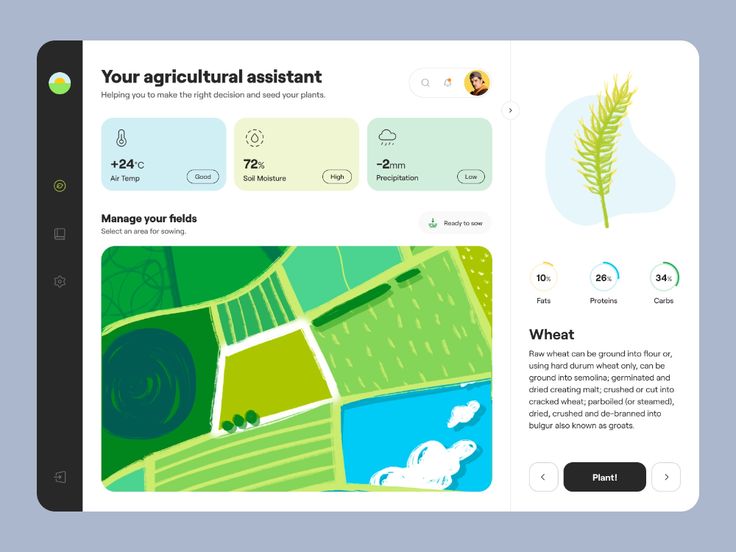 Your agricultural assistant
Helping you to make the right decision and seed your plants.
+24°C
Air Temp
Good
72%
Soil Moisture
High
-2mm
Precipitation
Low
Manage your fields
Select an area for sowing.
Ready to sow
10%
Fats
26%
Proteins
34%
Carbs
Wheat
Raw wheat can be ground into flour or,
using hard durum wheat only, can be
ground into semolina; germinated and
dried creating malt; crushed or cut into
cracked wheat; parboiled (or steamed),
dried, crushed and de-branned into
bulgur also known as groats.
Plant!